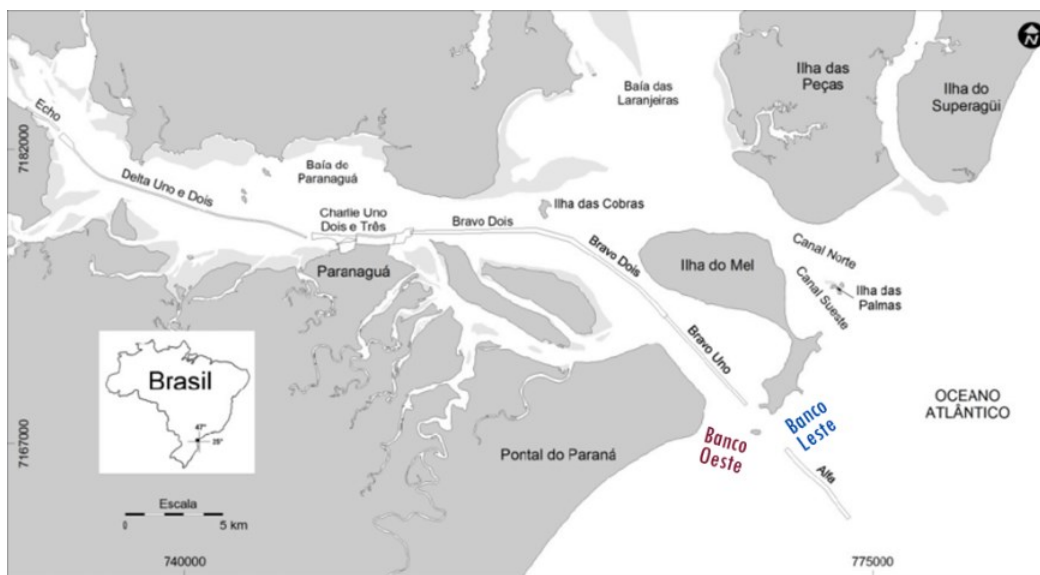 N
Ilha das
Peças
Ilha do
Superagüi
Baía das
Laranjeiras
Echo
7182000
Baía de
Paranaguá
Delta Uno e Dois
Charlie Uno
Dois e Três
Bravo Dois
Ilha das Cobras
Paranaguá
Bravo Dois
Ilha do Mel
Canal Norte
Canal Sueste
Ilha das
Palmas
Bravo Uno
Brasil
47°
25°
OCEANO
ATLÂNTICO
7167000
Pontal do Paraná
Banco
Oeste
Banco
Leste
Alfa
Escala
0
5 km
740000
775000